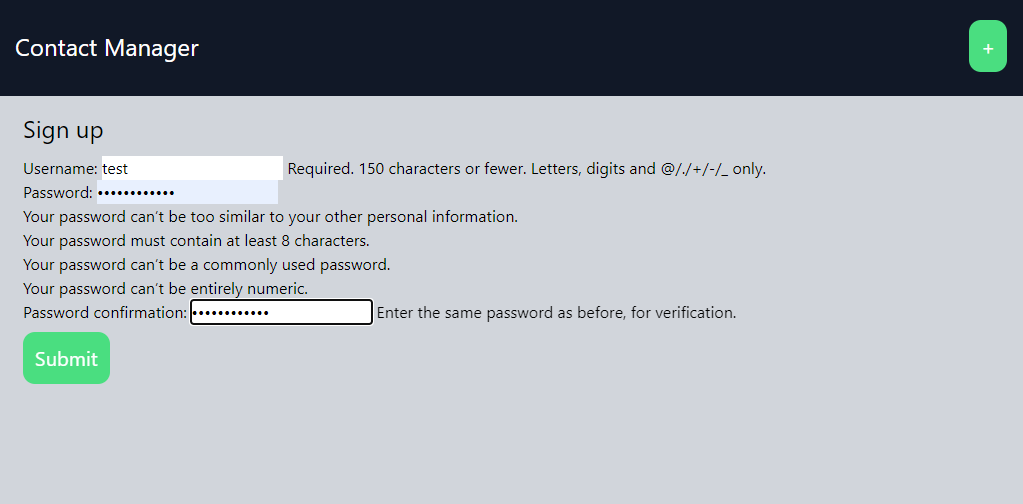 Contact Manager
+
Sign up
Username: test Required. 150 characters or fewer. Letters, digits and @/./+/-/_ only.
Password: ••••••••••••
Your password can’t be too similar to your other personal information.
Your password must contain at least 8 characters.
Your password can’t be a commonly used password.
Your password can’t be entirely numeric.
Password confirmation: •••••••••••• Enter the same password as before, for verification.
Submit